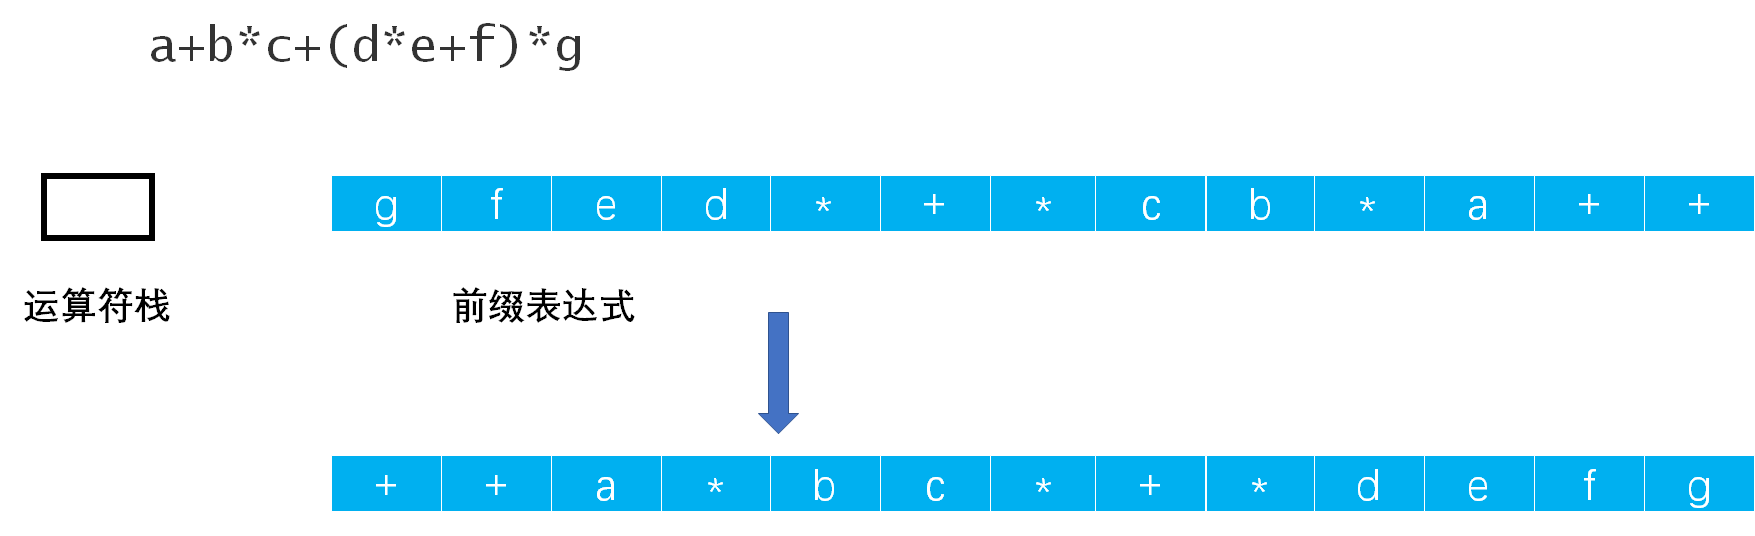 a+b*c+(d*e+f)*g
g f e d * + * c b * a + +
运算符栈 前缀表达式
+ + a * b c * + * d e f g